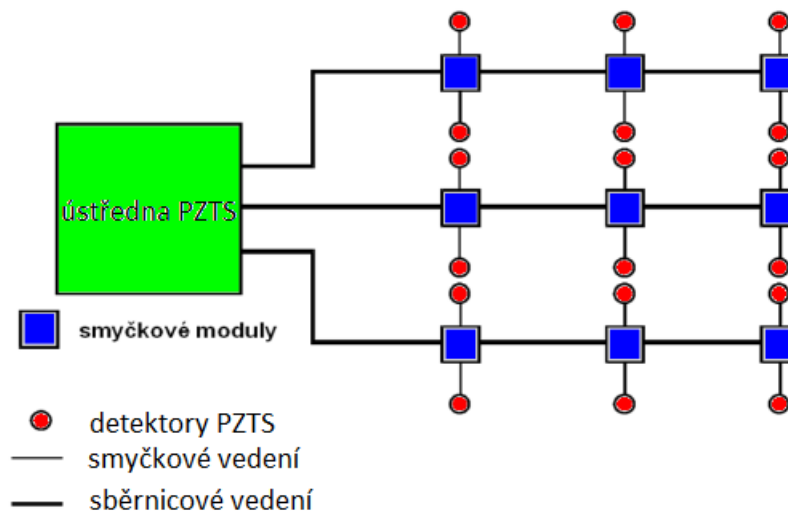 ústředna PZTS
smyčkové moduly
detektory PZTS
smyčkové vedení
sběrnicové vedení